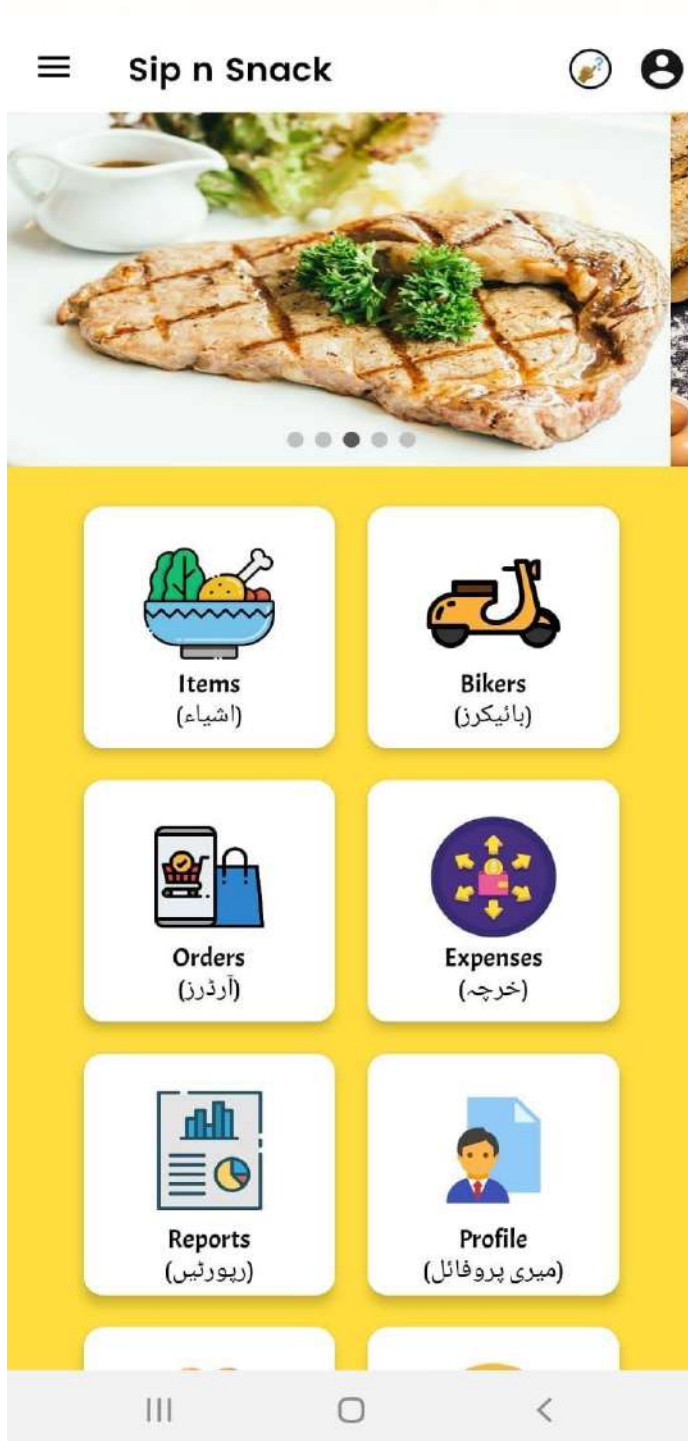 Sip n Snack
Items
(اشیاء)
Bikers
(بائیکرز)
Orders
(آرڈرز)
Expenses
(خرچہ)
Reports
(رپورٹیں)
Profile
(میری پروفائل)